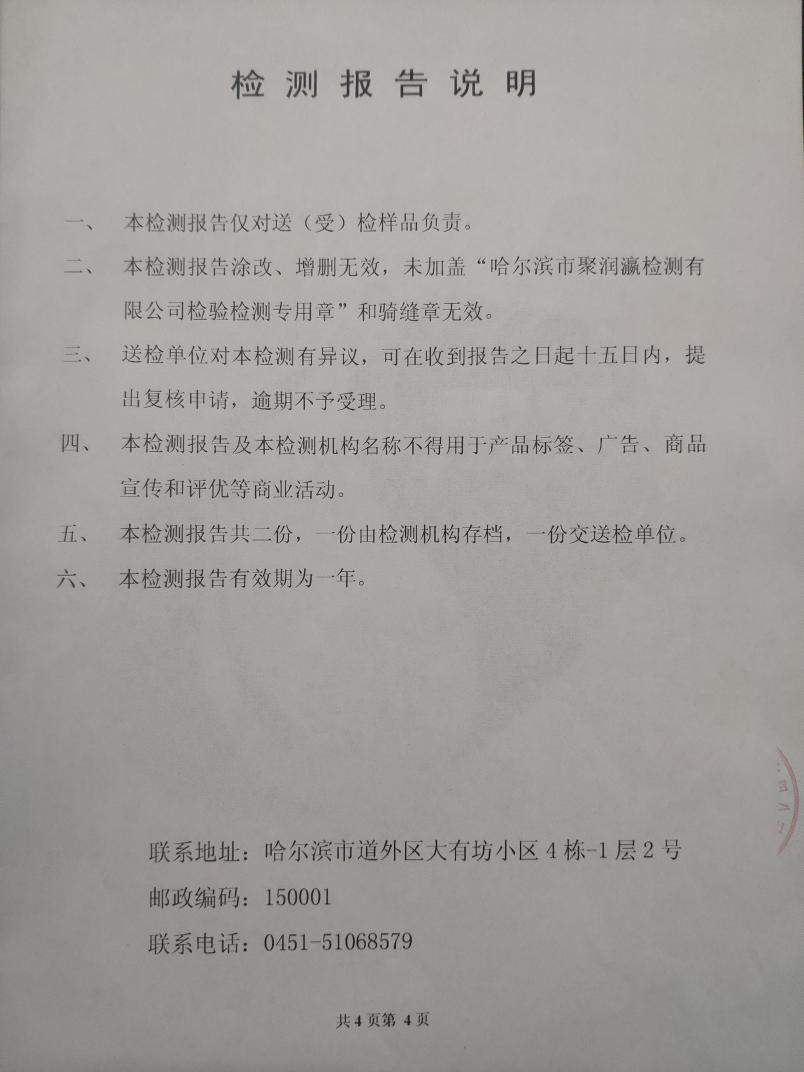 检测报告说明
一、 本检测报告仅对送（受）检样品负责。
二、 本检测报告涂改、增删无效，未加盖“哈尔滨市聚润瀛检测有
限公司检验检测专用章”和骑缝章无效。
三、 送检单位对本检测有异议，可在收到报告之日起十五日内，提
出复核申请，逾期不予受理。
四、 本检测报告及本检测机构名称不得用于产品标签、广告、商品
宣传和评优等商业活动。
五、 本检测报告共二份，一份由检测机构存档，一份交送检单位。
六、 本检测报告有效期为一年。
联系地址：哈尔滨市道外区大有坊小区 4 栋-1 层 2 号
邮政编码：150001
联系电话：0451-51068579
共 4 页第 4 页